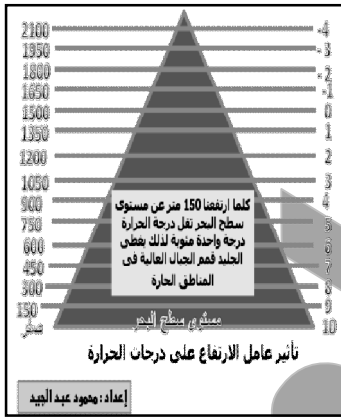 2100 -4
1950 -3
1800 -2
1650 -1
1500 0
1350 1
1200 2
1050 3
900 4
750 5
600 6
450 7
300 8
150 9
صفر 10
كلما ارتفعنا 150 متر عن مستوى
سطح البحر تقل درجة الحرارة
درجة واحدة مئوية لذلك يغطى
الجليد قمم الجبال العالية فى
المناطق الحارة
مستوى سطح البحر
تأثير عامل الارتفاع على درجات الحرارة
إعداد : محمود عبد الجيد